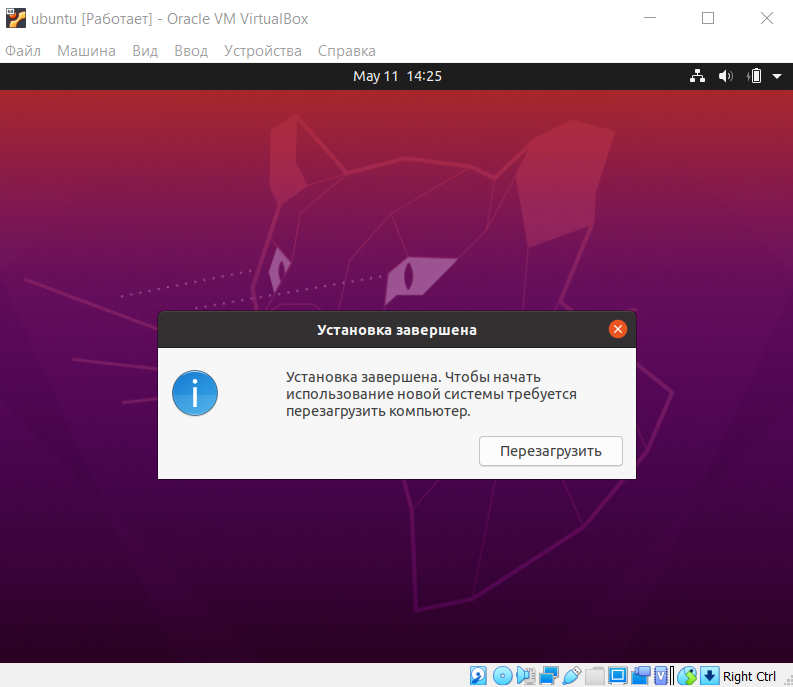 ubuntu [Работает] - Oracle VM VirtualBox
Файл Машина Вид Ввод Устройства Справка
May 11 14:25
Установка завершена
Установка завершена. Чтобы начать
использование новой системы требуется
перезагрузить компьютер.
Перезагрузить
Right Ctrl